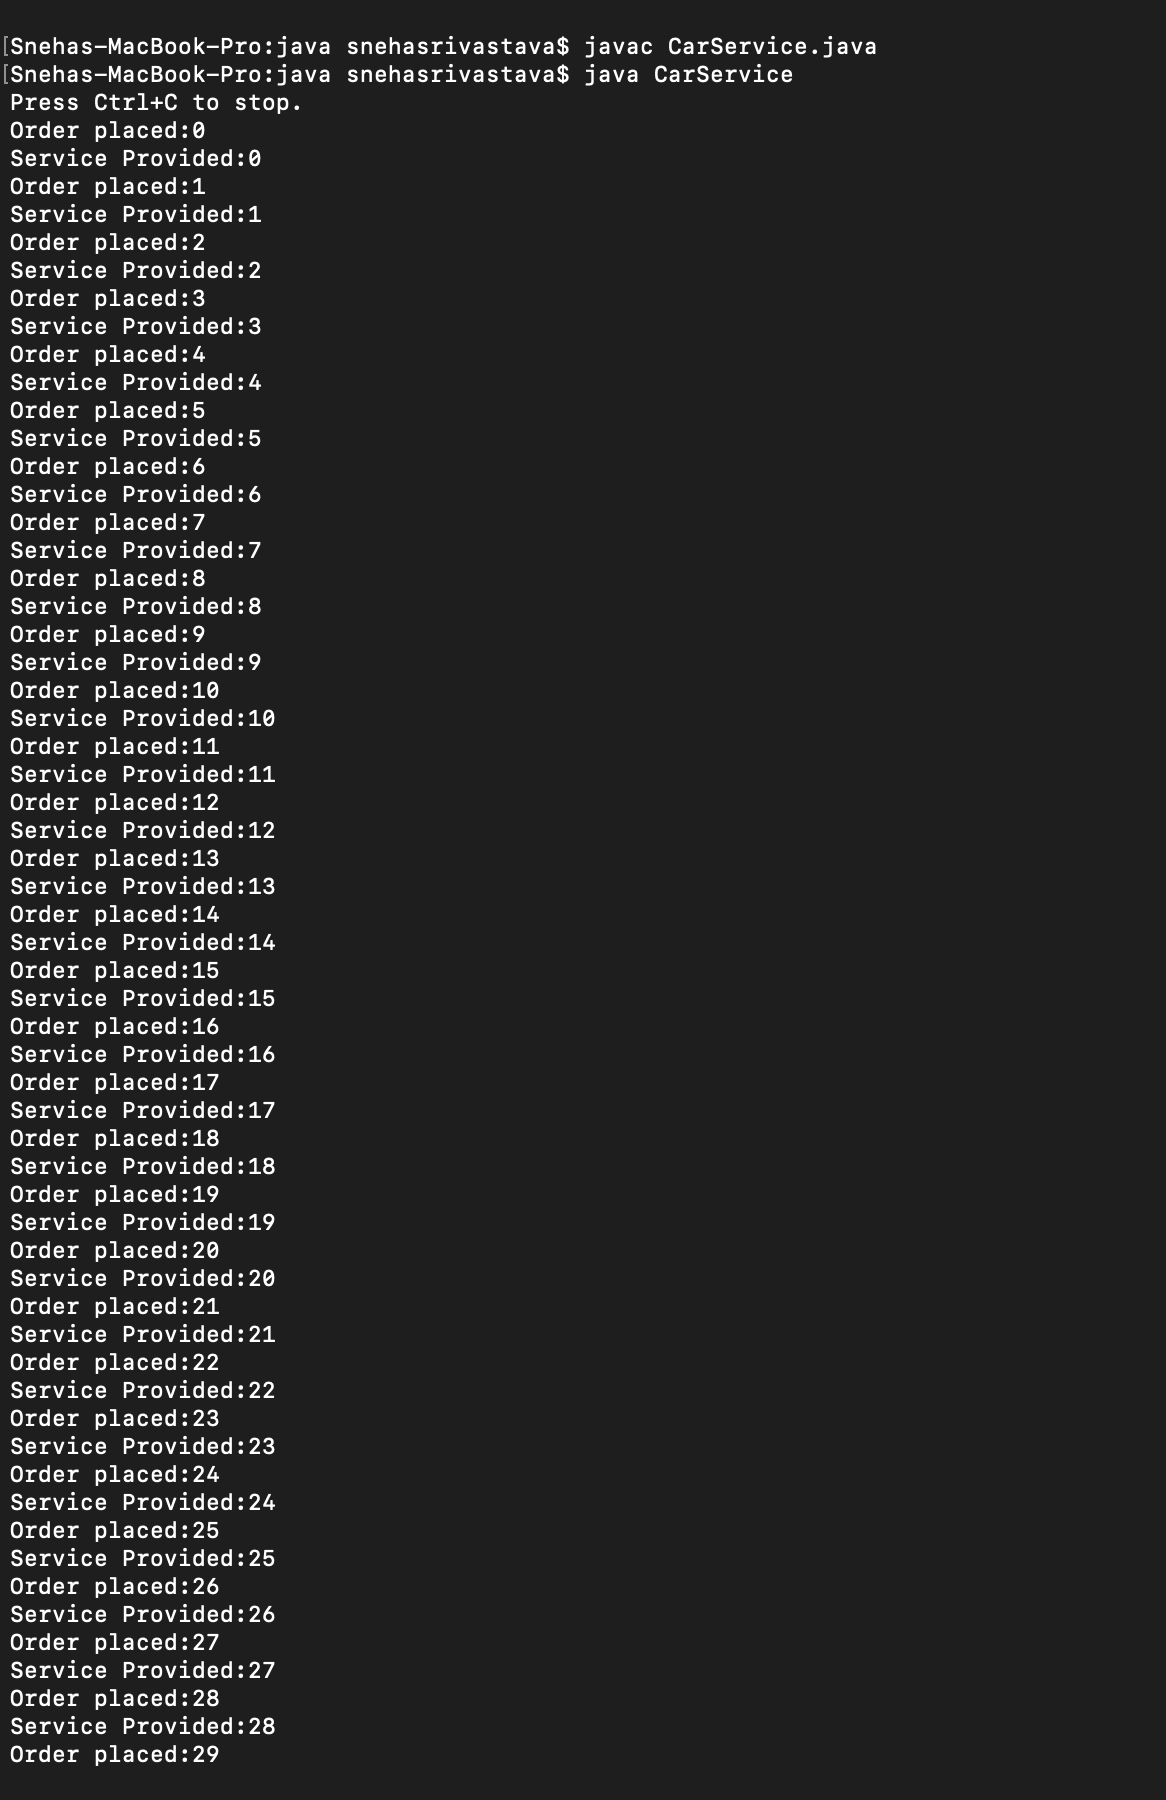 [Snehas-MacBook-Pro:java snehasrivastava$ javac CarService.java
[Snehas-MacBook-Pro:java snehasrivastava$ java CarService
Press Ctrl+C to stop.
Order placed:0
Service Provided:0
Order placed:1
Service Provided:1
Order placed:2
Service Provided:2
Order placed:3
Service Provided:3
Order placed:4
Service Provided:4
Order placed:5
Service Provided:5
Order placed:6
Service Provided:6
Order placed:7
Service Provided:7
Order placed:8
Service Provided:8
Order placed:9
Service Provided:9
Order placed:10
Service Provided:10
Order placed:11
Service Provided:11
Order placed:12
Service Provided:12
Order placed:13
Service Provided:13
Order placed:14
Service Provided:14
Order placed:15
Service Provided:15
Order placed:16
Service Provided:16
Order placed:17
Service Provided:17
Order placed:18
Service Provided:18
Order placed:19
Service Provided:19
Order placed:20
Service Provided:20
Order placed:21
Service Provided:21
Order placed:22
Service Provided:22
Order placed:23
Service Provided:23
Order placed:24
Service Provided:24
Order placed:25
Service Provided:25
Order placed:26
Service Provided:26
Order placed:27
Service Provided:27
Order placed:28
Service Provided:28
Order placed:29